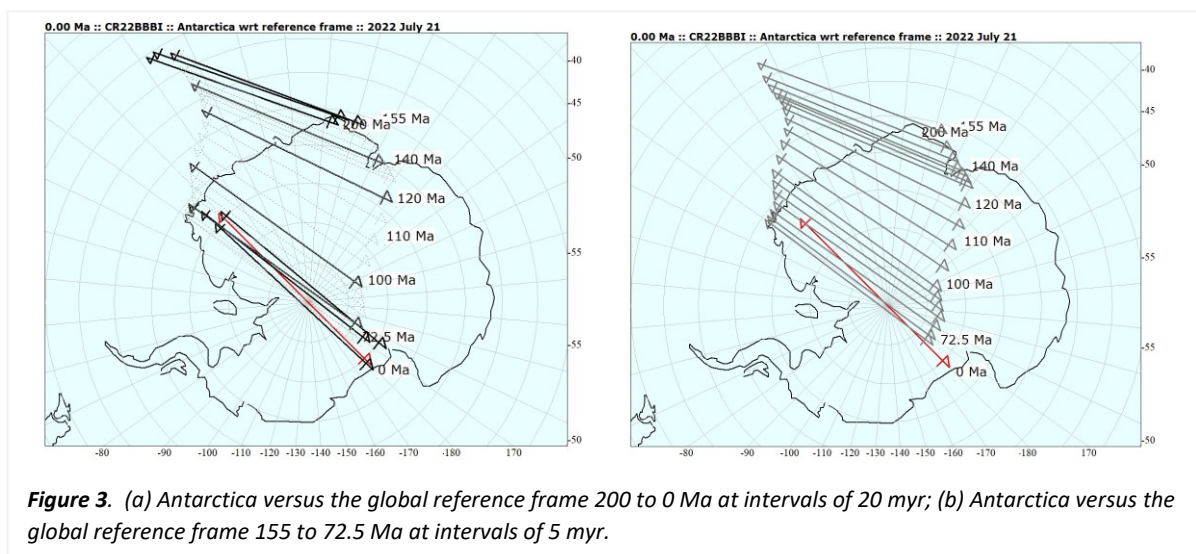 0.00 Ma :: CR22BBBI :: Antarctica wrt reference frame :: 2022 July 21
-40
155 Ma
200 Ma
-45
140 Ma
-50
120 Ma
110 Ma
-55
100 Ma
72.5 Ma
-55
0 Ma
-50
-80 -90 -100 -110 -120 -130 -140 -150 -160 -170 170
0.00 Ma :: CR22BBBI :: Antarctica wrt reference frame :: 2022 July 21
-40
155 Ma
200 Ma
-45
140 Ma
-50
120 Ma
110 Ma
-55
100 Ma
72.5 Ma
-55
0 Ma
-50
-80 -90 -100 -110 -120 -130 -140 -150 -160 -170 170
Figure 3. (a) Antarctica versus the global reference frame 200 to 0 Ma at intervals of 20 myr; (b) Antarctica versus the
global reference frame 155 to 72.5 Ma at intervals of 5 myr.